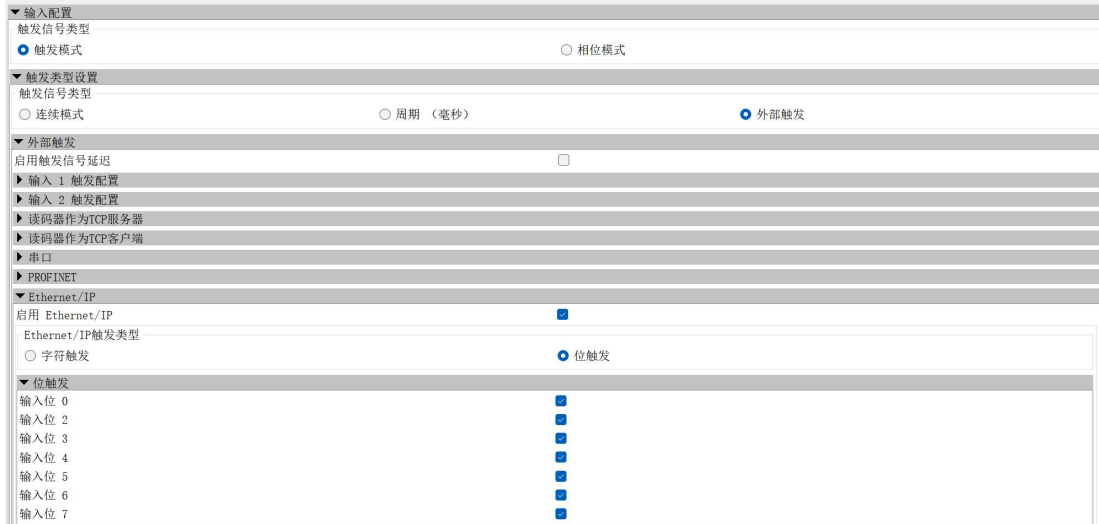 输入配置
触发信号类型
触发模式 相位模式
触发类型设置
触发信号类型
连续模式 周期 （毫秒） 外部触发
外部触发
启用触发信号延迟
输入 1 触发配置
输入 2 触发配置
读码器作为TCP服务器
读码器作为TCP客户端
串口
PROFINET
Ethernet/IP
启用 Ethernet/IP
Ethernet/IP触发类型
字符触发 位触发
位触发
输入位 0
输入位 2
输入位 3
输入位 4
输入位 5
输入位 6
输入位 7